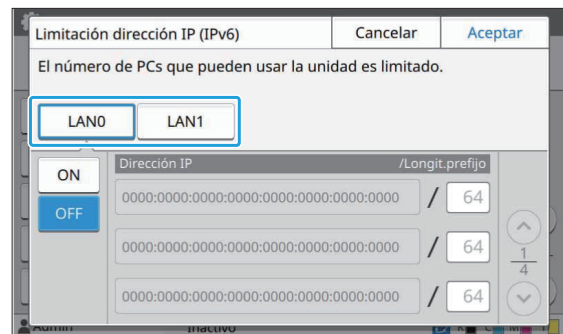 Limitación dirección IP (IPv6)
Cancelar
Aceptar
El número de PCs que pueden usar la unidad es limitado.
LAN0
LAN1
ON
OFF
Dirección IP
/Longit.prefijo
0000:0000:0000:0000:0000:0000:0000:0000 / 64
0000:0000:0000:0000:0000:0000:0000:0000 / 64
0000:0000:0000:0000:0000:0000:0000:0000 / 64
1
4
Admin
Inactivo